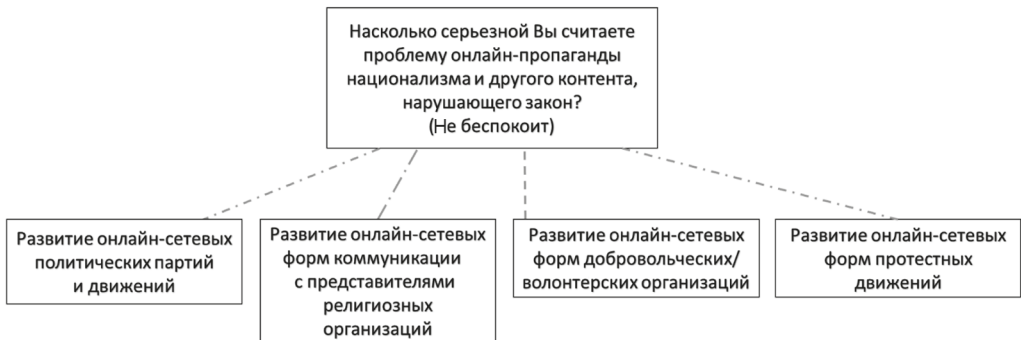 Насколько серьезной Вы считаете
проблему онлайн-пропаганды
национализма и другого контента,
нарушающего закон?
(Не беспокоит)
Развитие онлайн-сетевых
политических партий
и движений
Развитие онлайн-сетевых
форм коммуникации
с представителями
религиозных
организаций
Развитие онлайн-сетевых
форм добровольческих/
волонтерских организаций
Развитие онлайн-сетевых
форм протестных
движений